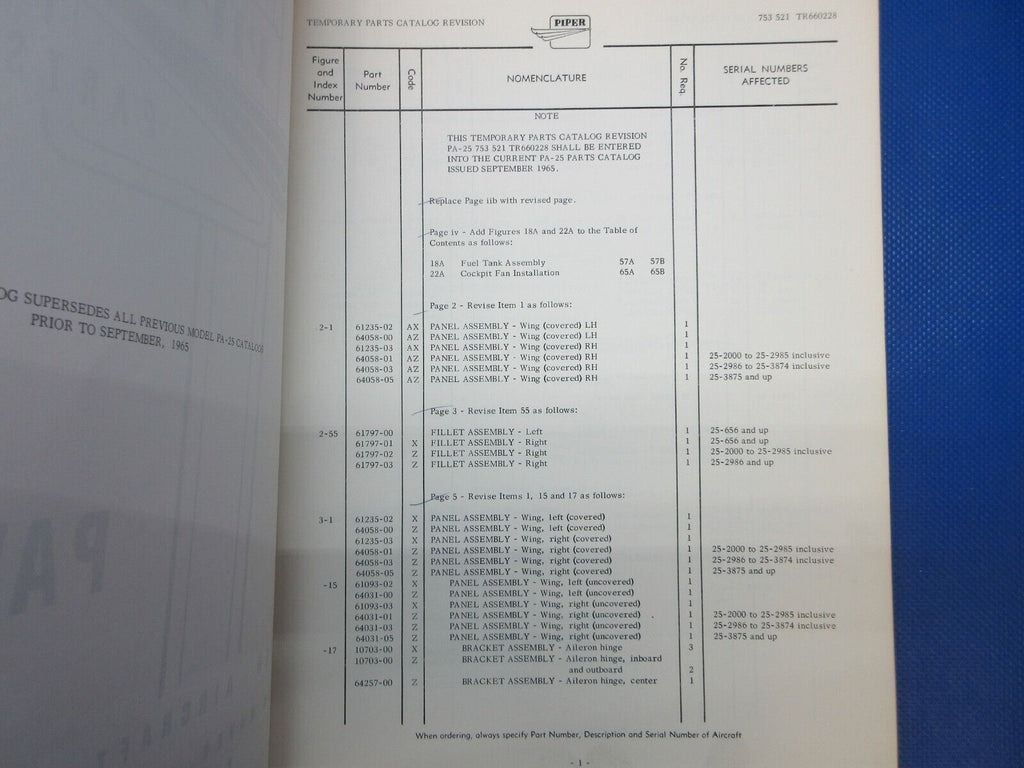 OG SUPERSEDES ALL PREVIOUS MODEL PA-25 CATALOGS
PRIOR TO SEPTEMBER, 1965
TEMPORARY PARTS CATALOG REVISION
PIPER
753 521 TR660228
Figure and Index Number Part Number Code NOMENCLATURE No. Req. SERIAL NUMBERS AFFECTED
NOTE
THIS TEMPORARY PARTS CATALOG REVISION
PA-25 753 521 TR660228 SHALL BE ENTERED
INTO THE CURRENT PA-25 PARTS CATALOG
ISSUED SEPTEMBER 1965.
Replace Page iib with revised page.
Page iv - Add Figures 18A and 22A to the Table of
Contents as follows:
18A Fuel Tank Assembly 57A 57B
22A Cockpit Fan Installation 65A 65B
Page 2 - Revise Item 1 as follows:
2-1 61235-02 AX PANEL ASSEMBLY - Wing (covered) LH 1
64058-00 AZ PANEL ASSEMBLY - Wing (covered) LH 1
61235-03 AX PANEL ASSEMBLY - Wing (covered) RH 1
64058-01 AZ PANEL ASSEMBLY - Wing (covered) RH 1 25-2000 to 25-2985 inclusive
64058-03 AZ PANEL ASSEMBLY - Wing (covered) RH 1 25-2986 to 25-3874 inclusive
64058-05 AZ PANEL ASSEMBLY - Wing (covered) RH 1 25-3875 and up
Page 3 - Revise Item 55 as follows:
2-55 61797-00 FILLET ASSEMBLY - Left 1 25-656 and up
61797-01 X FILLET ASSEMBLY - Right 1 25-656 and up
61797-02 Z FILLET ASSEMBLY - Right 1 25-2000 to 25-2985 inclusive
61797-03 Z FILLET ASSEMBLY - Right 1 25-2986 and up
Page 5 - Revise Items 1, 15 and 17 as follows:
3-1 61235-02 X PANEL ASSEMBLY - Wing, left (covered) 1
64058-00 Z PANEL ASSEMBLY - Wing, left (covered) 1
61235-03 X PANEL ASSEMBLY - Wing, right (covered) 1
64058-01 Z PANEL ASSEMBLY - Wing, right (covered) 1 25-2000 to 25-2985 inclusive
64058-03 Z PANEL ASSEMBLY - Wing, right (covered) 1 25-2986 to 25-3874 inclusive
64058-05 Z PANEL ASSEMBLY - Wing, right (covered) 1 25-3875 and up
-15 61093-02 X PANEL ASSEMBLY - Wing, left (uncovered) 1
64031-00 Z PANEL ASSEMBLY - Wing, left (uncovered) 1
61093-03 X PANEL ASSEMBLY - Wing, right (uncovered) 1
64031-01 Z PANEL ASSEMBLY - Wing, right (uncovered) 1 25-2000 to 25-2985 inclusive
64031-03 Z PANEL ASSEMBLY - Wing, right (uncovered) 1 25-2986 to 25-3874 inclusive
64031-05 Z PANEL ASSEMBLY - Wing, right (uncovered) 1 25-3875 and up
-17 10703-00 X BRACKET ASSEMBLY - Aileron hinge 3
10703-00 Z BRACKET ASSEMBLY - Aileron hinge, inboard
and outboard 2
64257-00 Z BRACKET ASSEMBLY - Aileron hinge, center 1
When ordering, always specify Part Number, Description and Serial Number of Aircraft
- 1 -